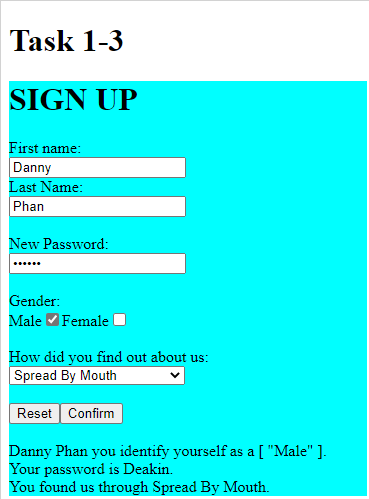 Task 1-3
SIGN UP
First name:
Danny
Last Name:
Phan
New Password:
••••••
Gender:
Male Female
How did you find out about us:
Spread By Mouth
Reset Confirm
Danny Phan you identify yourself as a [ "Male" ].
Your password is Deakin.
You found us through Spread By Mouth.